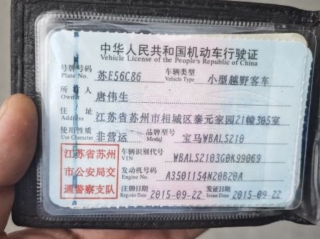 中华人民共和国机动车行驶证
Vehicle License of the People's Republic of China
号牌号码 苏E56C86 车辆类型 小型越野客车
Plate No. Vehicle Type
所有人 唐伟生
Owner
住址 江苏省苏州市相城区泰元家园21幢305室
Address
使用性质 非营运 品牌型号 宝马WBALS210
Use Character Model
江苏省苏州
市公安局交
通警察支队
车辆识别代号
VIN
发动机号码
Engine No.
注册日期 2015-09-22 发证日期 2015-09-22
Register Date Issue Date